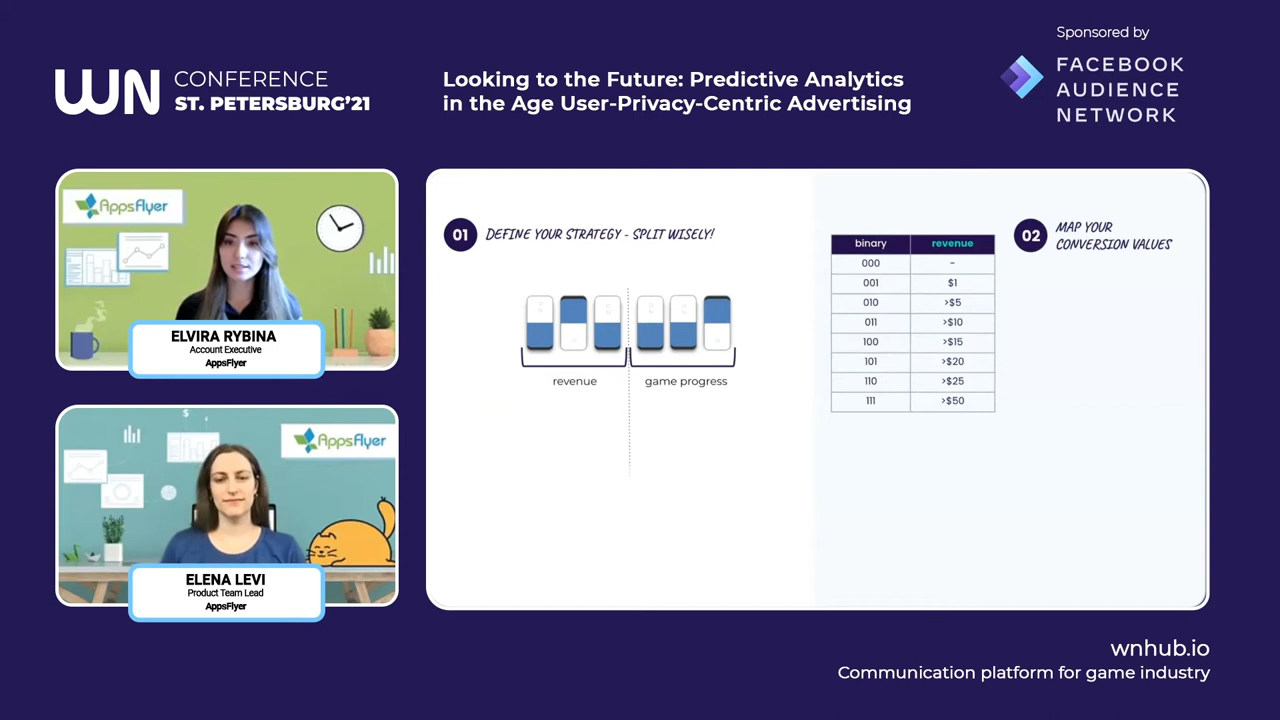 Sponsored by
WN CONFERENCE
ST. PETERSBURG'21
Looking to the Future: Predictive Analytics
in the Age User-Privacy-Centric Advertising
FACEBOOK
AUDIENCE
NETWORK
AppsFlyer
ELVIRA RYBINA
Account Executive
AppsFlyer
AppsFlyer
ELENA LEVI
Product Team Lead
AppsFlyer
01 DEFINE YOUR STRATEGY - SPLIT WISELY!
revenue game progress
binary revenue
000 -
001 $1
010 >$5
011 >$10
100 >$15
101 >$20
110 >$25
111 >$50
02 MAP YOUR
CONVERSION VALUES
wnhub.io
Communication platform for game industry